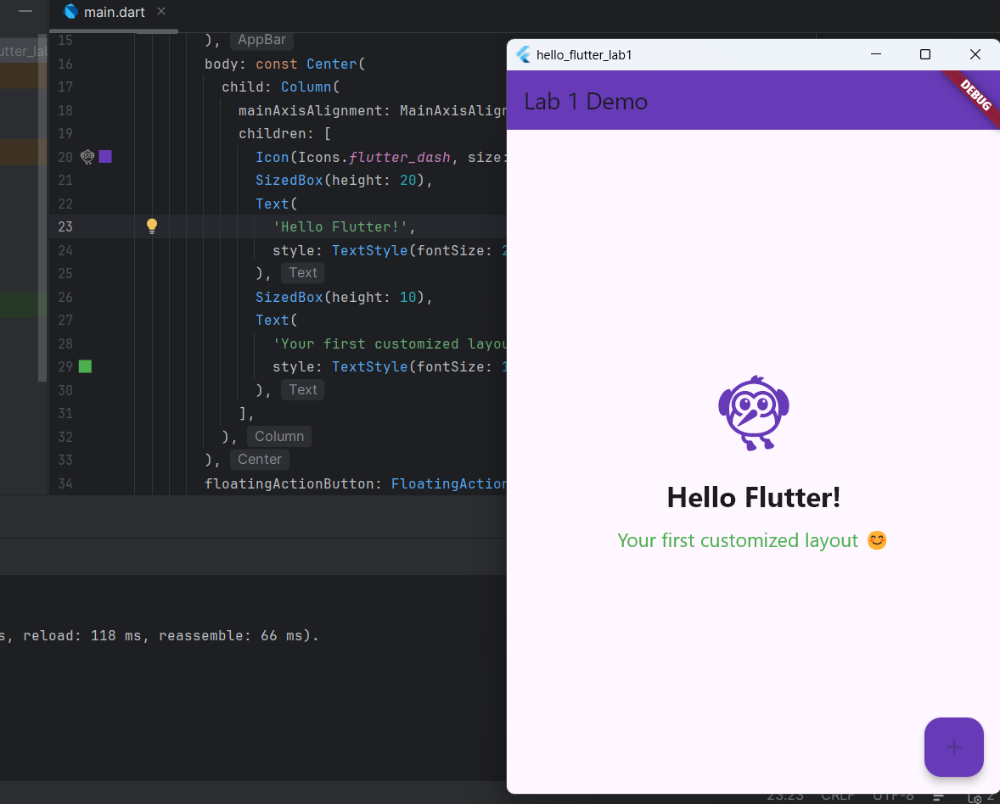 main.dart
utter_lab
15 ), AppBar
16 body: const Center(
17 child: Column(
18 mainAxisAlignment: MainAxisAlign
19 children: [
20 Icon(Icons.flutter_dash, size:
21 SizedBox(height: 20),
22 Text(
23 'Hello Flutter!',
24 style: TextStyle(fontSize: 2
25 ), Text
26 SizedBox(height: 10),
27 Text(
28 'Your first customized layou
29 style: TextStyle(fontSize: 1
30 ), Text
31 ],
32 ), Column
33 ), Center
34 floatingActionButton: FloatingAction
s, reload: 118 ms, reassemble: 66 ms).
hello_flutter_lab1
Lab 1 Demo
DEBUG
Hello Flutter!
Your first customized layout 😊
+
23:23 CRLF UTF-8 2